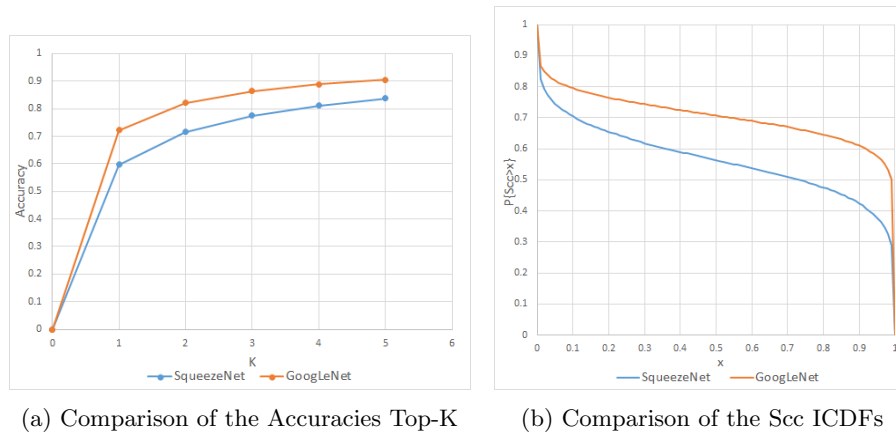 1
0.9
0.8
0.7
0.6
0.5
0.4
0.3
0.2
0.1
0
Accuracy
0 1 2 3 4 5 6
K
SqueezeNet GoogLeNet
(a) Comparison of the Accuracies Top-K
1
0.9
0.8
0.7
0.6
0.5
0.4
0.3
0.2
0.1
0
P{Scc>x}
0 0.1 0.2 0.3 0.4 0.5 0.6 0.7 0.8 0.9 1
x
SqueezeNet GoogLeNet
(b) Comparison of the Scc ICDFs